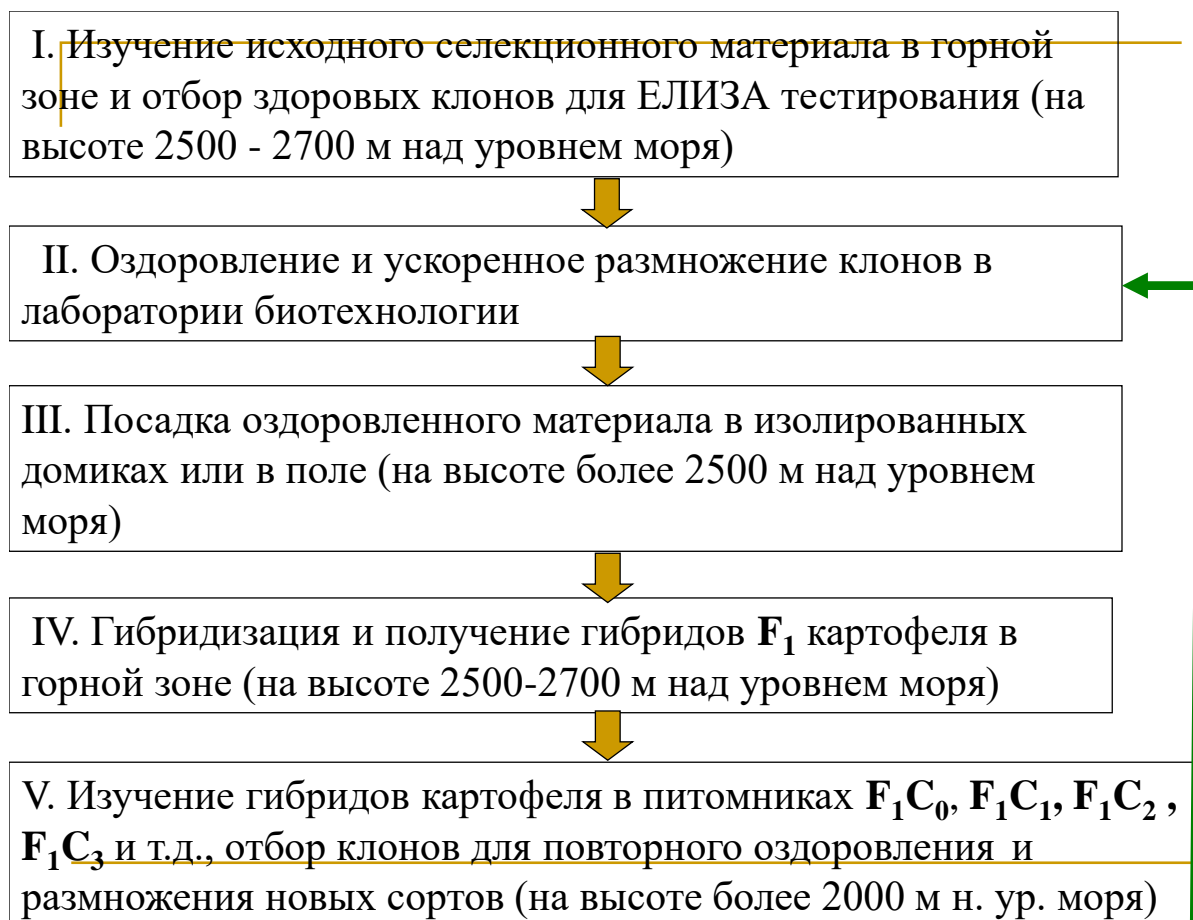 I. Изучение исходного селекционного материала в горной
зоне и отбор здоровых клонов для ЕЛИЗА тестирования (на
высоте 2500 - 2700 м над уровнем моря)
II. Оздоровление и ускоренное размножение клонов в
лаборатории биотехнологии
III. Посадка оздоровленного материала в изолированных
домиках или в поле (на высоте более 2500 м над уровнем
моря)
IV. Гибридизация и получение гибридов F₁ картофеля в
горной зоне (на высоте 2500-2700 м над уровнем моря)
V. Изучение гибридов картофеля в питомниках F₁C₀, F₁C₁, F₁C₂ ,
F₁C₃ и т.д., отбор клонов для повторного оздоровления и
размножения новых сортов (на высоте более 2000 м н. ур. моря)